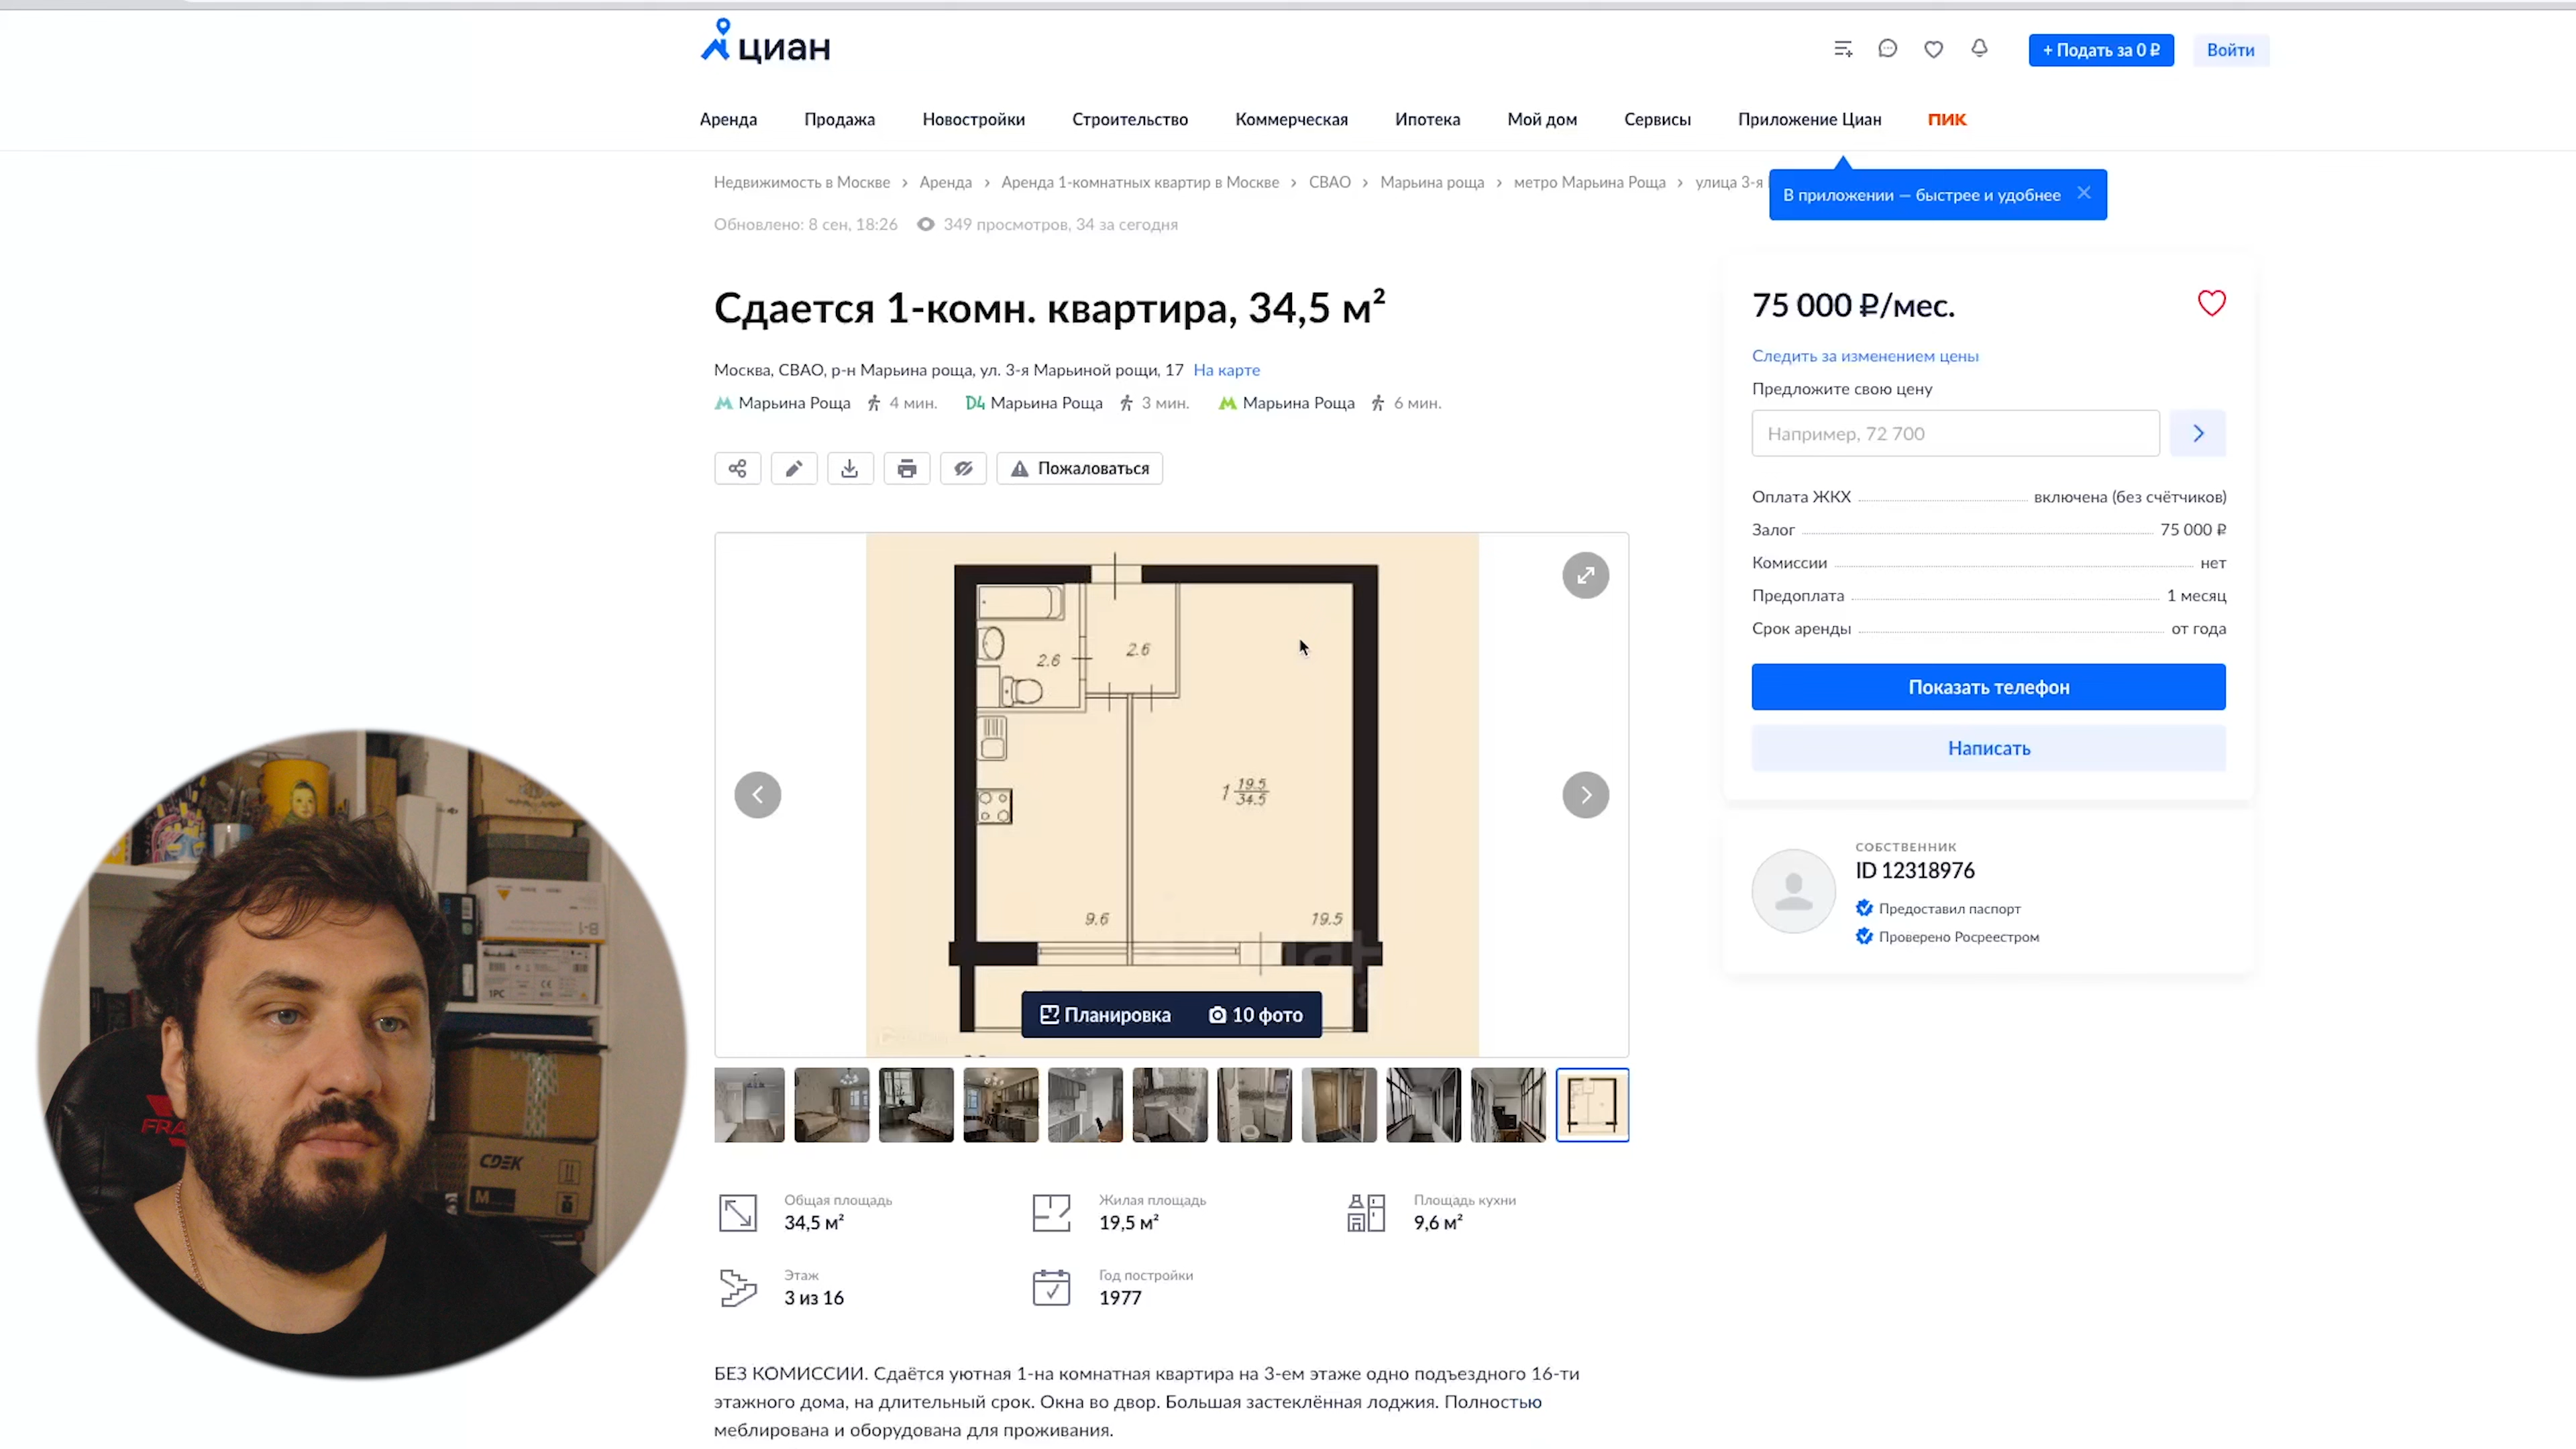 циан
+ Подать за 0 ₽
Войти
Аренда
Продажа
Новостройки
Строительство
Коммерческая
Ипотека
Мой дом
Сервисы
Приложение Циан
ПИК
Недвижимость в Москве › Аренда › Аренда 1-комнатных квартир в Москве › СВАО › Марьина роща › метро Марьина Роща › улица 3-я
В приложении — быстрее и удобнее
Обновлено: 8 сен, 18:26 349 просмотров, 34 за сегодня
Сдается 1-комн. квартира, 34,5 м²
Москва, СВАО, р-н Марьина роща, ул. 3-я Марьиной рощи, 17 На карте
Марьина Роща 4 мин. D4 Марьина Роща 3 мин. Марьина Роща 6 мин.
Пожаловаться
2.6
2.6
1 19.5
34.5
9.6
19.5
Планировка
10 фото
75 000 ₽/мес.
Следить за изменением цены
Предложите свою цену
Например, 72 700
Оплата ЖКХ включена (без счётчиков)
Залог 75 000 ₽
Комиссии нет
Предоплата 1 месяц
Срок аренды от года
Показать телефон
Написать
СОБСТВЕННИК
ID 12318976
Предоставил паспорт
Проверено Росреестром
Общая площадь
34,5 м²
Жилая площадь
19,5 м²
Площадь кухни
9,6 м²
Этаж
3 из 16
Год постройки
1977
БЕЗ КОМИССИИ. Сдаётся уютная 1-на комнатная квартира на 3-ем этаже одно подъездного 16-ти
этажного дома, на длительный срок. Окна во двор. Большая застеклённая лоджия. Полностью
меблирована и оборудована для проживания.
1PC
CDEK
M
FRA